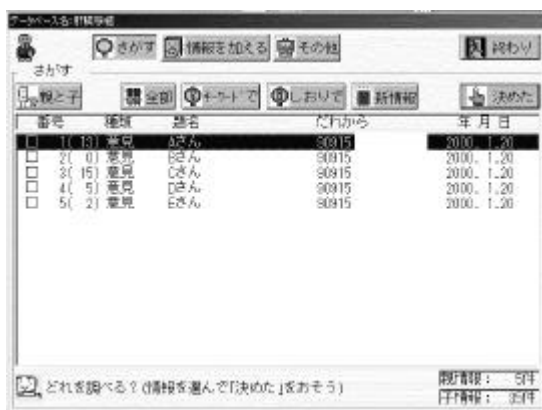 データベース名:
さがす 情報を加える その他 終わり
さがす
親と子 全部 キーワードで しおりで 新情報 決めた
番号 種類 題名 だれから 年月日
1( 13) 意見 Aさん 90915 2000. 1.20
2( 0) 意見 Bさん 90915 2000. 1.20
3( 15) 意見 Cさん 90915 2000. 1.20
4( 5) 意見 Dさん 90915 2000. 1.20
5( 2) 意見 Eさん 90915 2000. 1.20
どれを調べる?(情報を選んで「決めた」をおそう)
親情報: 5件
子情報: 35件